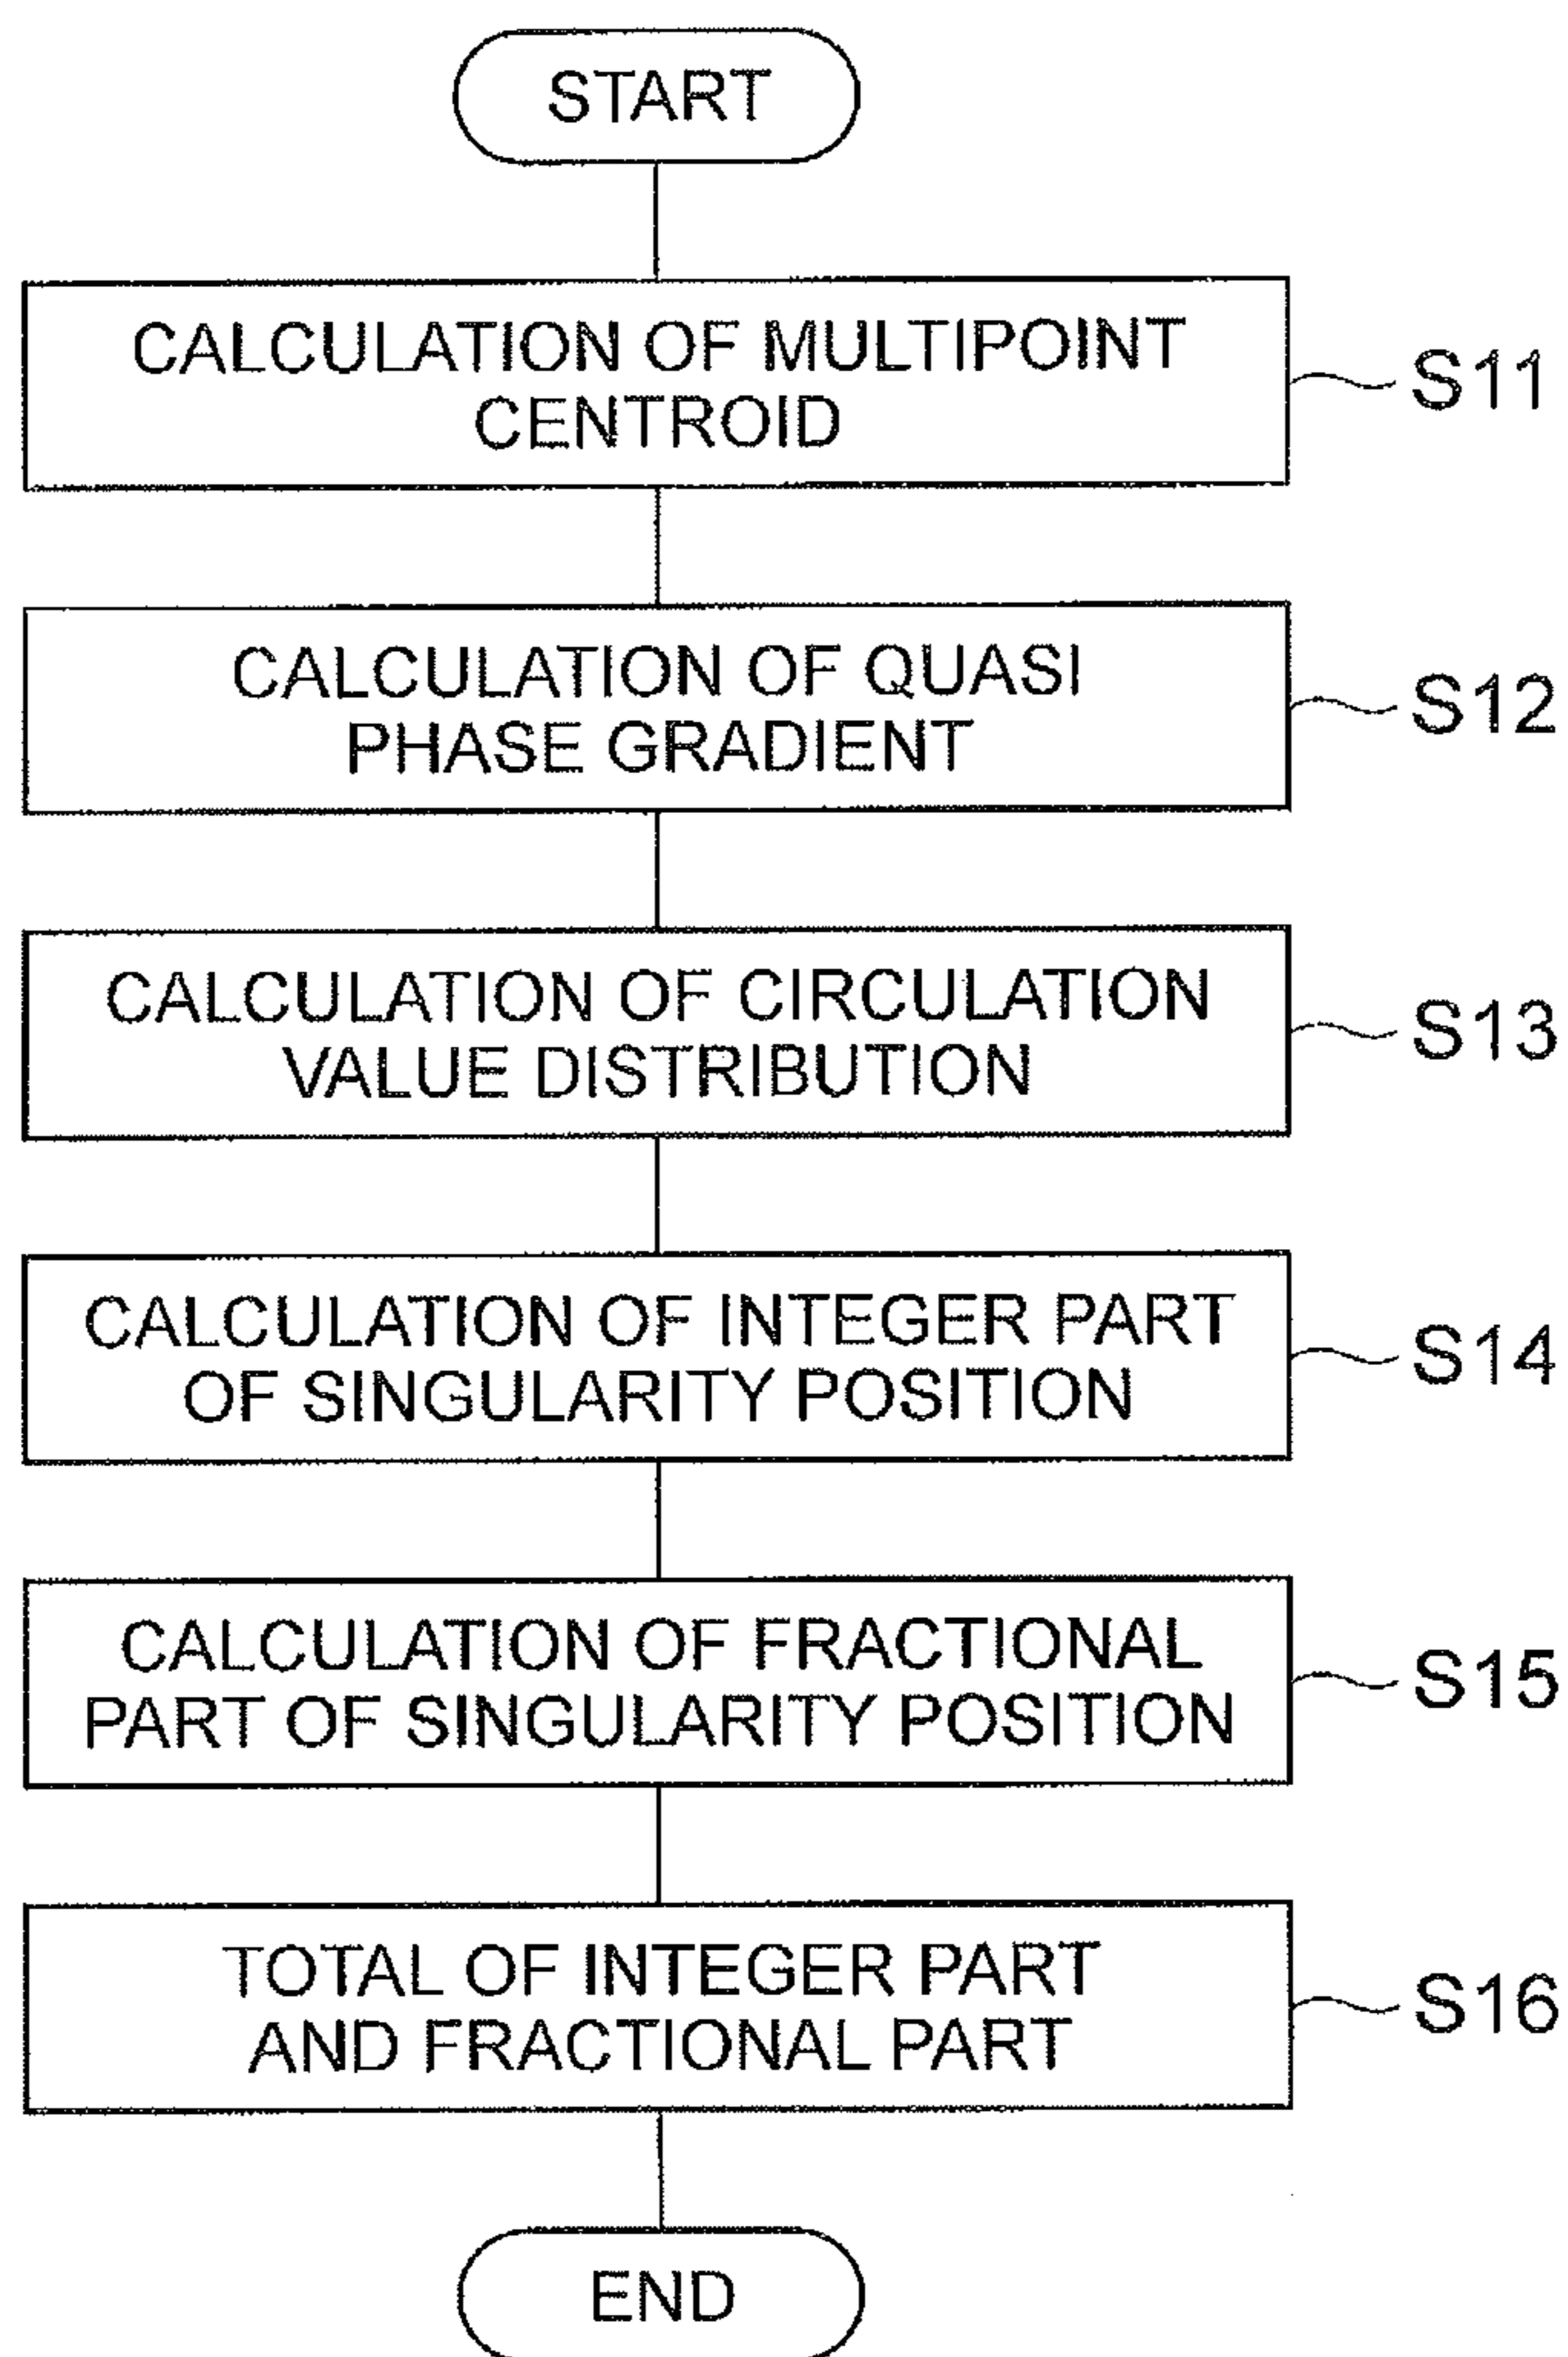 START
CALCULATION OF MULTIPOINT
CENTROID
S11
CALCULATION OF QUASI
PHASE GRADIENT
S12
CALCULATION OF CIRCULATION
VALUE DISTRIBUTION
S13
CALCULATION OF INTEGER PART
OF SINGULARITY POSITION
S14
CALCULATION OF FRACTIONAL
PART OF SINGULARITY POSITION
S15
TOTAL OF INTEGER PART
AND FRACTIONAL PART
S16
END